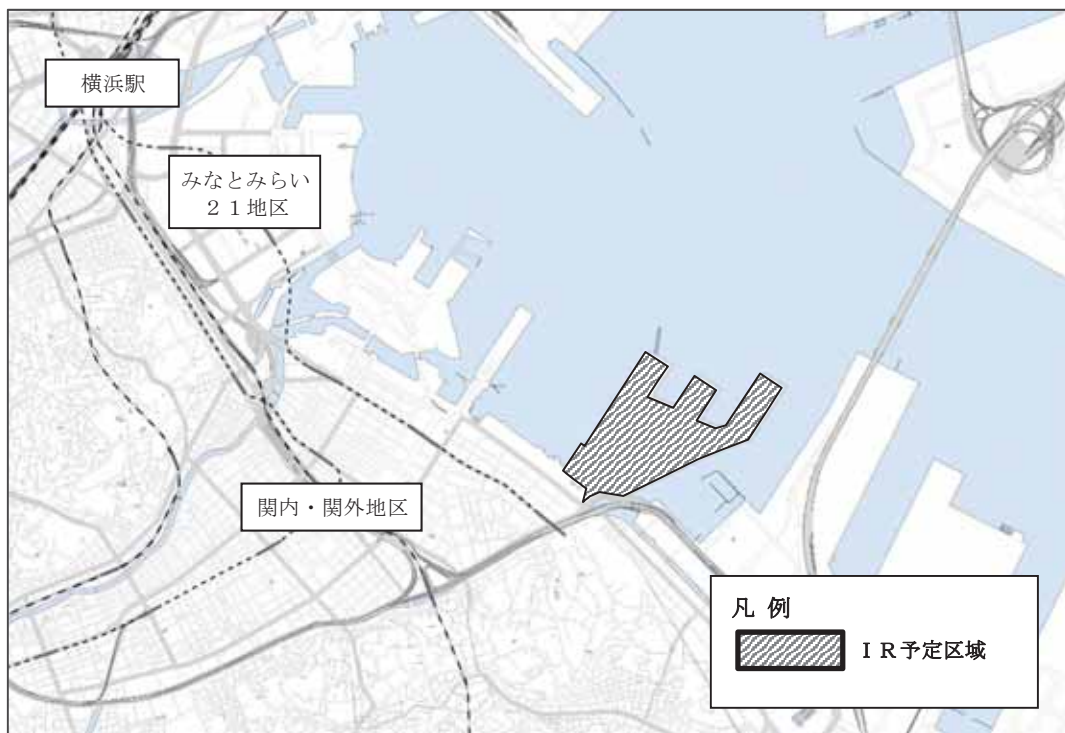 横浜駅
みなとみらい
２１地区
関内・関外地区
凡 例
ＩＲ予定区域